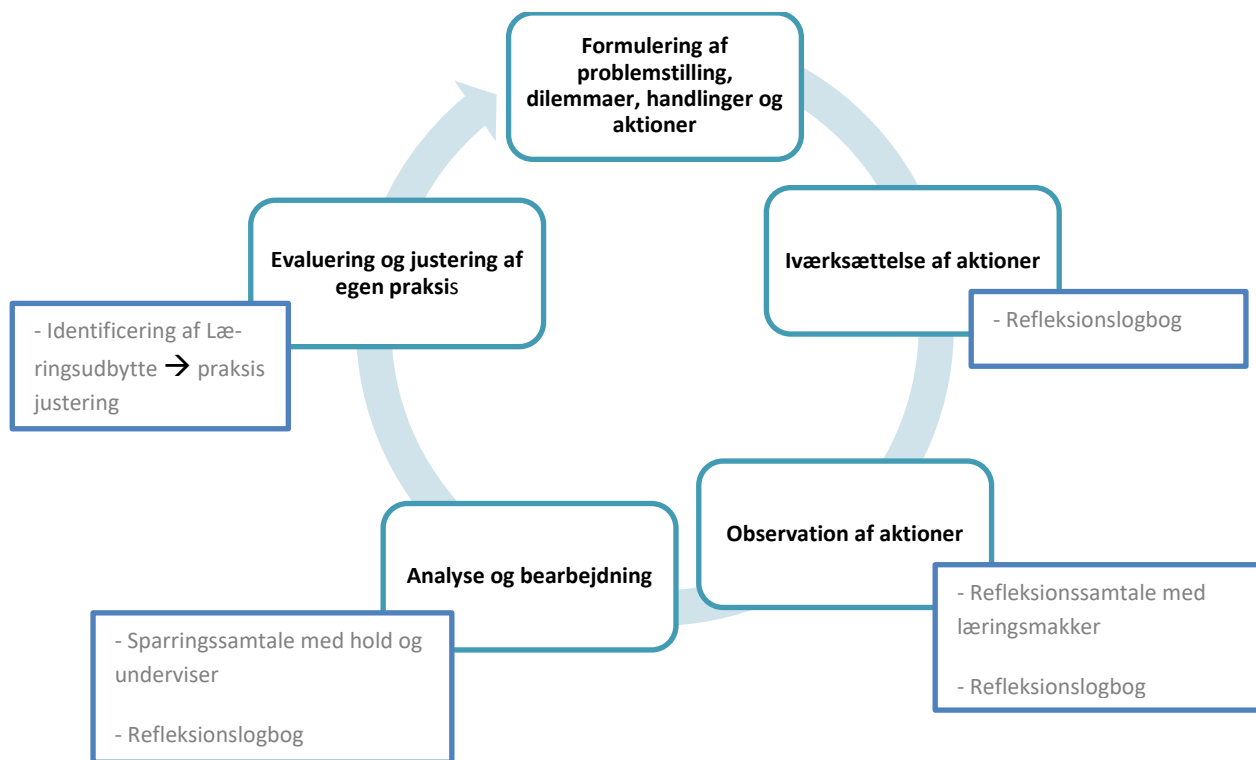 Formulering af
problemstilling,
dilemmaer, handlinger og
aktioner
Iværksættelse af aktioner
- Refleksionslogbog
Observation af aktioner
- Refleksionssamtale med
læringsmakker
- Refleksionslogbog
Analyse og bearbejdning
- Sparringssamtale med hold og
underviser
- Refleksionslogbog
Evaluering og justering af
egen praksis
- Identificering af Læ-
ringsudbytte → praksis
justering